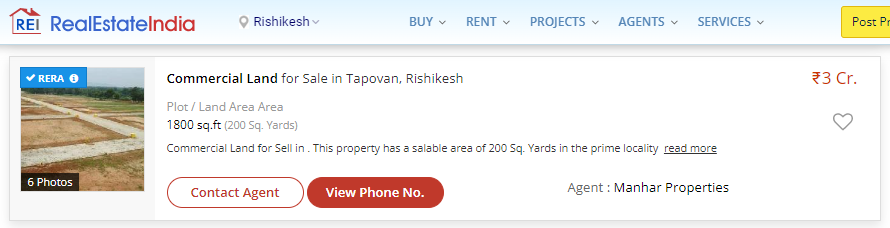 REI RealEstateIndia Rishikesh BUY RENT PROJECTS AGENTS SERVICES Post Pr
RERA
Commercial Land for Sale in Tapovan, Rishikesh ₹3 Cr.
Plot / Land Area Area
1800 sq.ft (200 Sq. Yards)
Commercial Land for Sell in . This property has a salable area of 200 Sq. Yards in the prime locality read more
6 Photos
Contact Agent View Phone No. Agent : Manhar Properties